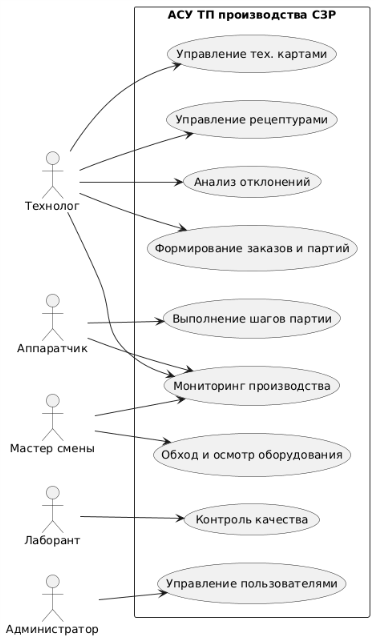 АСУ ТП производства СЗР
Управление тех. картами
Управление рецептурами
Анализ отклонений
Технолог
Формирование заказов и партий
Выполнение шагов партии
Аппаратчик
Мониторинг производства
Мастер смены
Обход и осмотр оборудования
Контроль качества
Лаборант
Управление пользователями
Администратор